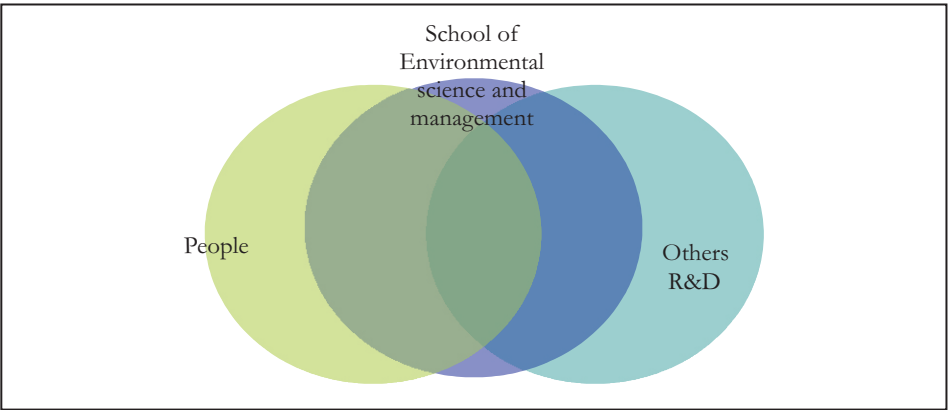 School of
Environmental
science and
management
People
Others
R&D